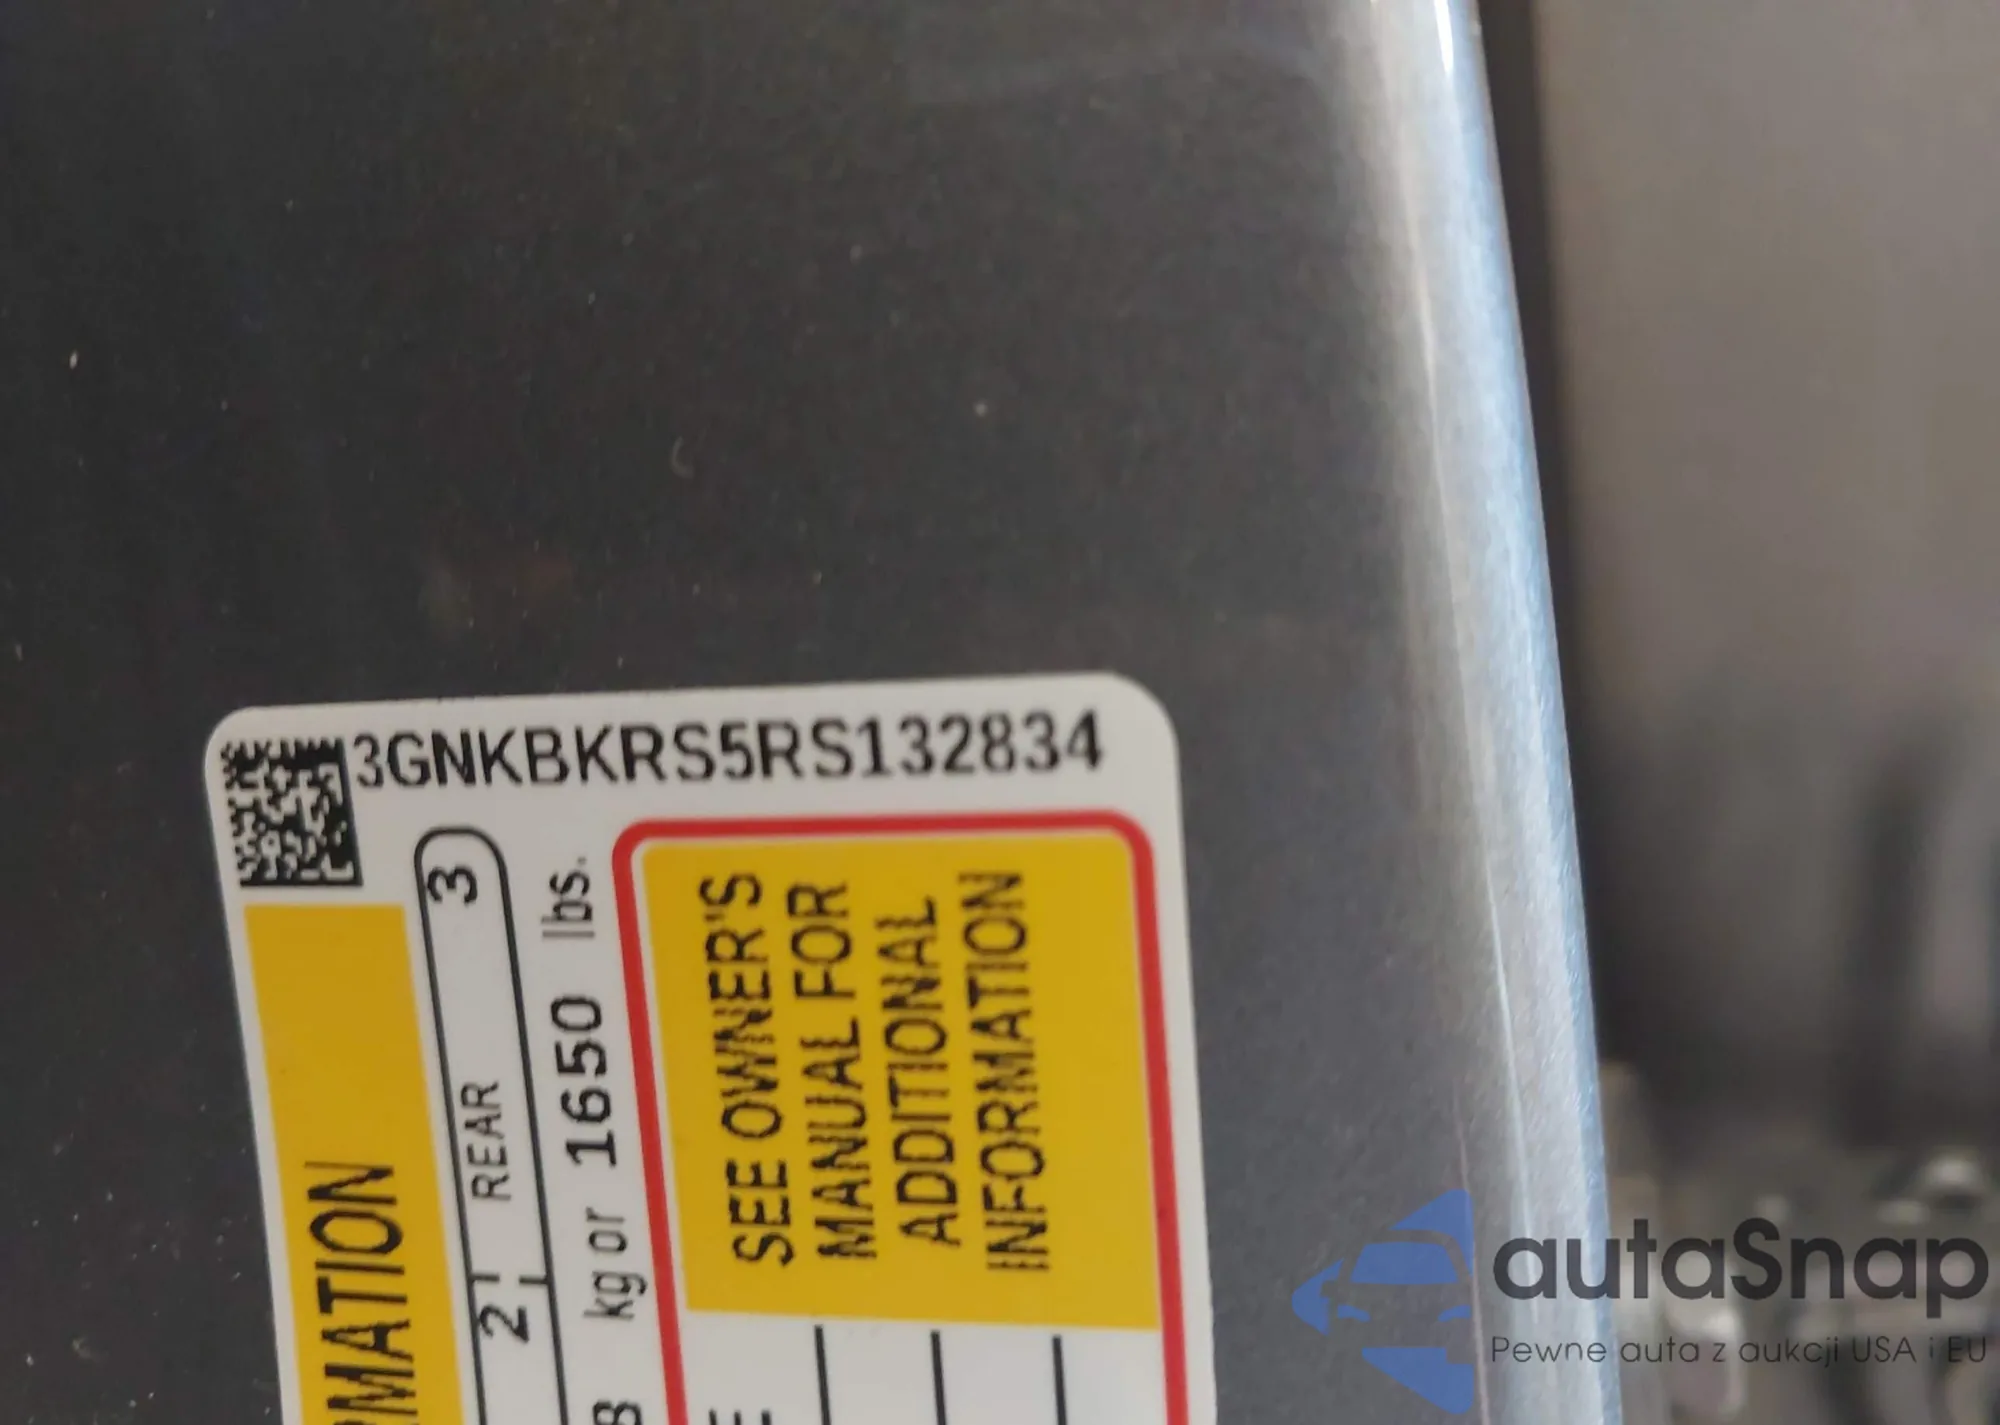 3GNKBKRS5RS132834
RMATION
2 REAR 3
8 kg or 1650 lbs.
SEE OWNER'S
MANUAL FOR
ADDITIONAL
INFORMATION
E
autaSnap
Pewne auta z aukcji USA i EU